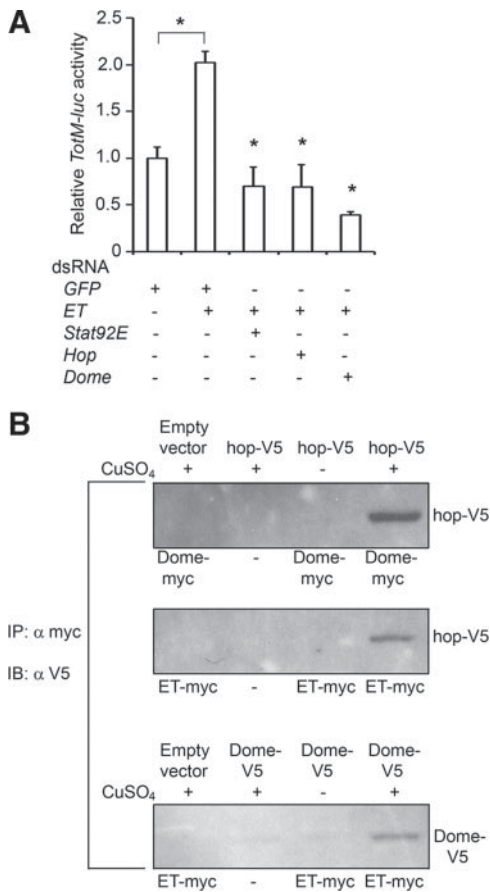 A
Relative TotM-luc activity
2.5
2.0
1.5
1.0
0.5
0
*
* * *
dsRNA
GFP + + - - -
ET - + + + +
Stat92E - - + - -
Hop - - - + -
Dome - - - - +
B
Empty vector hop-V5 hop-V5 hop-V5
CuSO₄ + + - +
hop-V5
Dome-myc - Dome-myc Dome-myc
IP: α myc
IB: α V5
hop-V5
ET-myc - ET-myc ET-myc
Empty vector Dome-V5 Dome-V5 Dome-V5
CuSO₄ + + - +
Dome-V5
ET-myc - ET-myc ET-myc